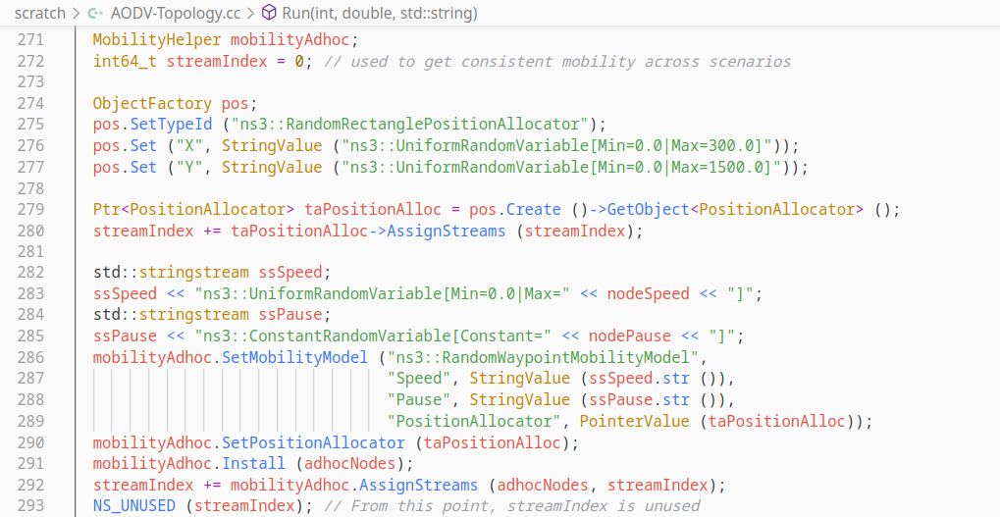 scratch > AODV-Topology.cc > Run(int, double, std::string)
271 MobilityHelper mobilityAdhoc;
272 int64_t streamIndex = 0; // used to get consistent mobility across scenarios
273
274 ObjectFactory pos;
275 pos.SetTypeId ("ns3::RandomRectanglePositionAllocator");
276 pos.Set ("X", StringValue ("ns3::UniformRandomVariable[Min=0.0|Max=300.0]"));
277 pos.Set ("Y", StringValue ("ns3::UniformRandomVariable[Min=0.0|Max=1500.0]"));
278
279 Ptr<PositionAllocator> taPositionAlloc = pos.Create ()->GetObject<PositionAllocator> ();
280 streamIndex += taPositionAlloc->AssignStreams (streamIndex);
281
282 std::stringstream ssSpeed;
283 ssSpeed << "ns3::UniformRandomVariable[Min=0.0|Max=" << nodeSpeed << "]";
284 std::stringstream ssPause;
285 ssPause << "ns3::ConstantRandomVariable[Constant=" << nodePause << "]";
286 mobilityAdhoc.SetMobilityModel ("ns3::RandomWaypointMobilityModel",
287 "Speed", StringValue (ssSpeed.str ()),
288 "Pause", StringValue (ssPause.str ()),
289 "PositionAllocator", PointerValue (taPositionAlloc));
290 mobilityAdhoc.SetPositionAllocator (taPositionAlloc);
291 mobilityAdhoc.Install (adhocNodes);
292 streamIndex += mobilityAdhoc.AssignStreams (adhocNodes, streamIndex);
293 NS_UNUSED (streamIndex); // From this point, streamIndex is unused